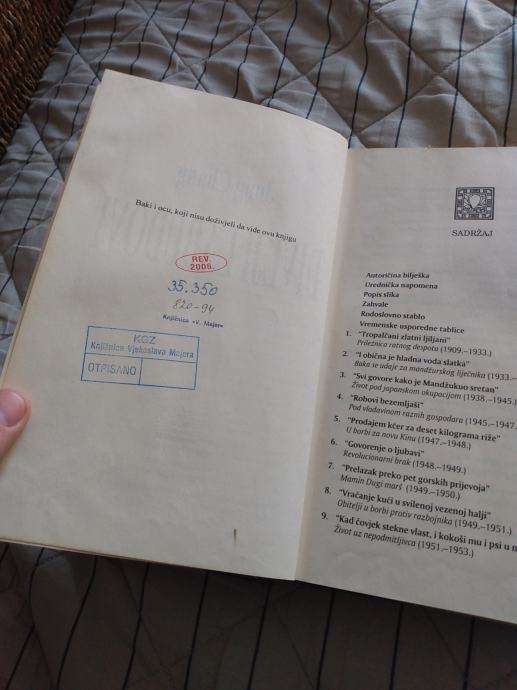 Baki i ocu, koji nisu doživjeli da vide ovu knjigu
REV.
2006.
35.350
820-94
Knjižnica «V. Majer»
KGZ
Knjižnica Vjekoslava Majera
OTPISANO
SADRŽAJ
Autoričina bilješka
Urednička napomena
Popis slika
Zahvale
Rodoslovno stablo
Vremenske usporedne tablice
1. "Tropalčani zlatni ljiljani"
Priležnica ratnog despota (1909.–1933.)
2. "I obična je hladna voda slatka"
Baka se udaje za mandžurskog liječnika (1933.–
3. "Svi govore kako je Mandžukuo sretan"
Život pod japanskom okupacijom (1938.–1945.)
4. "Robovi bezemljaši"
Pod vladavinom raznih gospodara (1945.–1947.
5. "Prodajem kćer za deset kilograma riže"
U borbi za novu Kinu (1947.–1948.)
6. "Govorenje o ljubavi"
Revolucionarni brak (1948.–1949.)
7. "Prelazak preko pet gorskih prijevoja"
Mamin Dugi marš (1949.–1950.)
8. "Vraćanje kući u svilenoj vezenoj halji"
Obitelji u borbi protiv razbojnika (1949.–1951.)
9. "Kad čovjek stekne vlast, i kokoši mu i psi u n
Život uz nepodmitljivca (1951.–1953.)